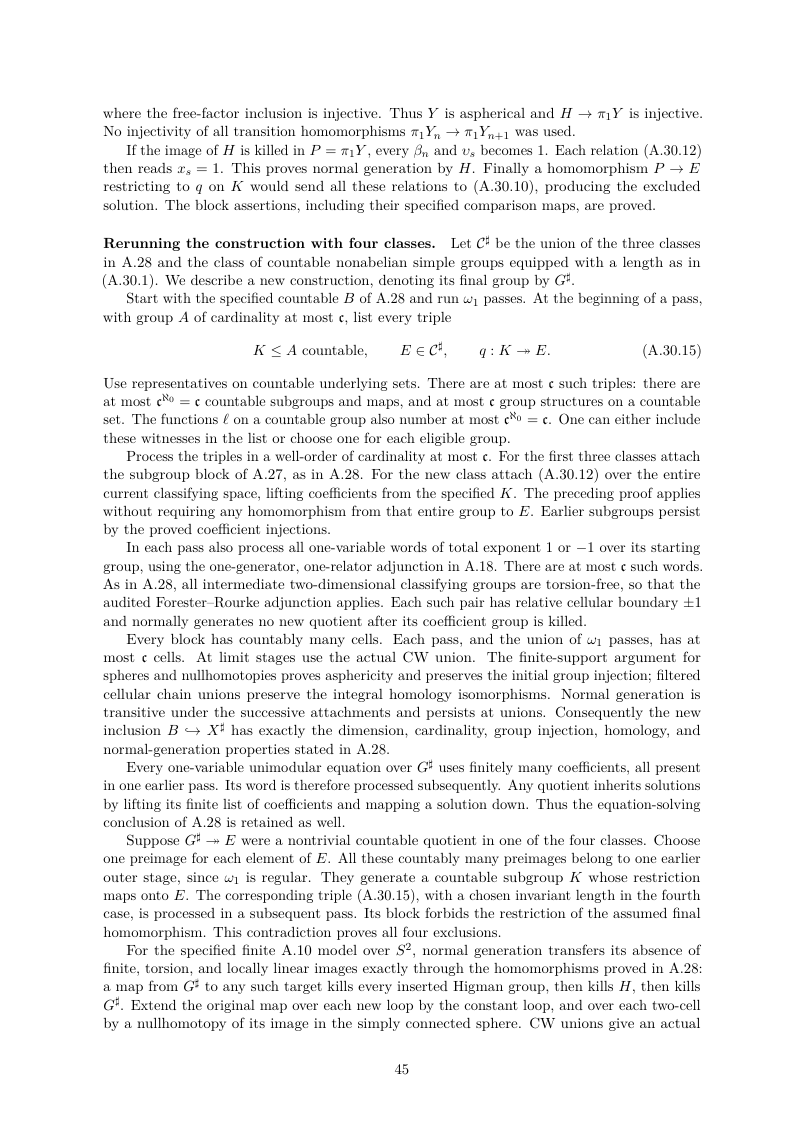 where the free-factor inclusion is injective. Thus Y is aspherical and H → π₁Y is injective.
No injectivity of all transition homomorphisms π₁Yₙ → π₁Yₙ₊₁ was used.
If the image of H is killed in P = π₁Y, every βₙ and υₛ becomes 1. Each relation (A.30.12)
then reads xₛ = 1. This proves normal generation by H. Finally a homomorphism P → E
restricting to q on K would send all these relations to (A.30.10), producing the excluded
solution. The block assertions, including their specified comparison maps, are proved.
Rerunning the construction with four classes. Let 𝒞♯ be the union of the three classes
in A.28 and the class of countable nonabelian simple groups equipped with a length as in
(A.30.1). We describe a new construction, denoting its final group by G♯.
Start with the specified countable B of A.28 and run ω₁ passes. At the beginning of a pass,
with group A of cardinality at most 𝔠, list every triple
K ≤ A countable, E ∈ 𝒞♯, q : K ↠ E. (A.30.15)
Use representatives on countable underlying sets. There are at most 𝔠 such triples: there are
at most 𝔠^ℵ₀ = 𝔠 countable subgroups and maps, and at most 𝔠 group structures on a countable
set. The functions ℓ on a countable group also number at most 𝔠^ℵ₀ = 𝔠. One can either include
these witnesses in the list or choose one for each eligible group.
Process the triples in a well-order of cardinality at most 𝔠. For the first three classes attach
the subgroup block of A.27, as in A.28. For the new class attach (A.30.12) over the entire
current classifying space, lifting coefficients from the specified K. The preceding proof applies
without requiring any homomorphism from that entire group to E. Earlier subgroups persist
by the proved coefficient injections.
In each pass also process all one-variable words of total exponent 1 or −1 over its starting
group, using the one-generator, one-relator adjunction in A.18. There are at most 𝔠 such words.
As in A.28, all intermediate two-dimensional classifying groups are torsion-free, so that the
audited Forester–Rourke adjunction applies. Each such pair has relative cellular boundary ±1
and normally generates no new quotient after its coefficient group is killed.
Every block has countably many cells. Each pass, and the union of ω₁ passes, has at
most 𝔠 cells. At limit stages use the actual CW union. The finite-support argument for
spheres and nullhomotopies proves asphericity and preserves the initial group injection; filtered
cellular chain unions preserve the integral homology isomorphisms. Normal generation is
transitive under the successive attachments and persists at unions. Consequently the new
inclusion B ↪ X♯ has exactly the dimension, cardinality, group injection, homology, and
normal-generation properties stated in A.28.
Every one-variable unimodular equation over G♯ uses finitely many coefficients, all present
in one earlier pass. Its word is therefore processed subsequently. Any quotient inherits solutions
by lifting its finite list of coefficients and mapping a solution down. Thus the equation-solving
conclusion of A.28 is retained as well.
Suppose G♯ ↠ E were a nontrivial countable quotient in one of the four classes. Choose
one preimage for each element of E. All these countably many preimages belong to one earlier
outer stage, since ω₁ is regular. They generate a countable subgroup K whose restriction
maps onto E. The corresponding triple (A.30.15), with a chosen invariant length in the fourth
case, is processed in a subsequent pass. Its block forbids the restriction of the assumed final
homomorphism. This contradiction proves all four exclusions.
For the specified finite A.10 model over S², normal generation transfers its absence of
finite, torsion, and locally linear images exactly through the homomorphisms proved in A.28:
a map from G♯ to any such target kills every inserted Higman group, then kills H, then kills
G♯. Extend the original map over each new loop by the constant loop, and over each two-cell
by a nullhomotopy of its image in the simply connected sphere. CW unions give an actual
45